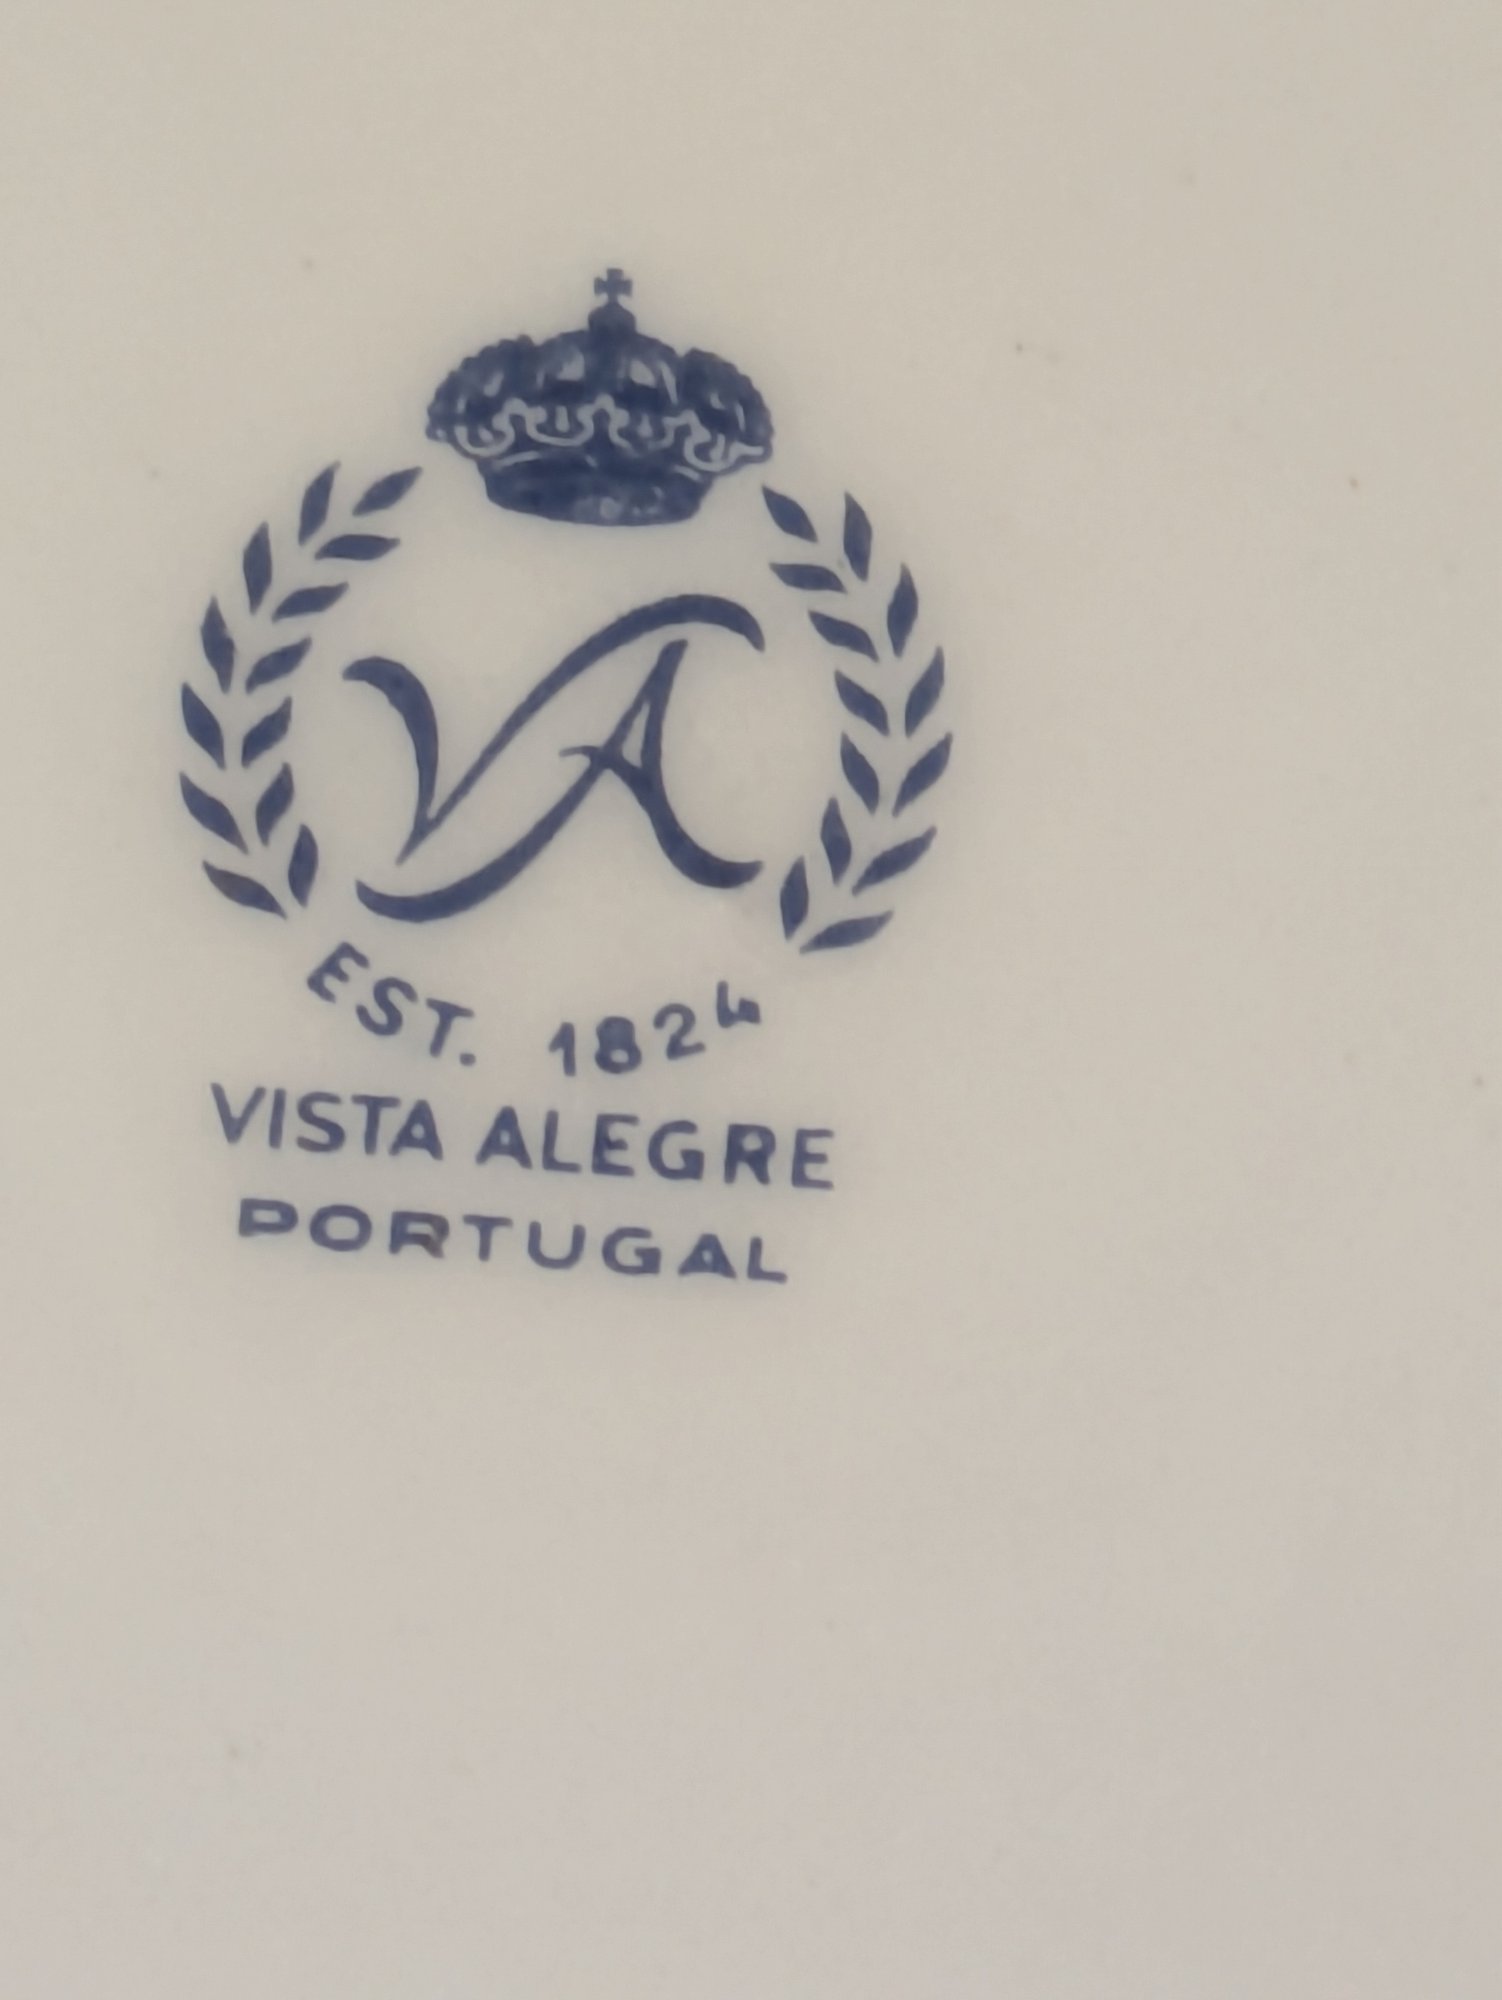 VA
EST. 1824
VISTA ALEGRE
PORTUGAL